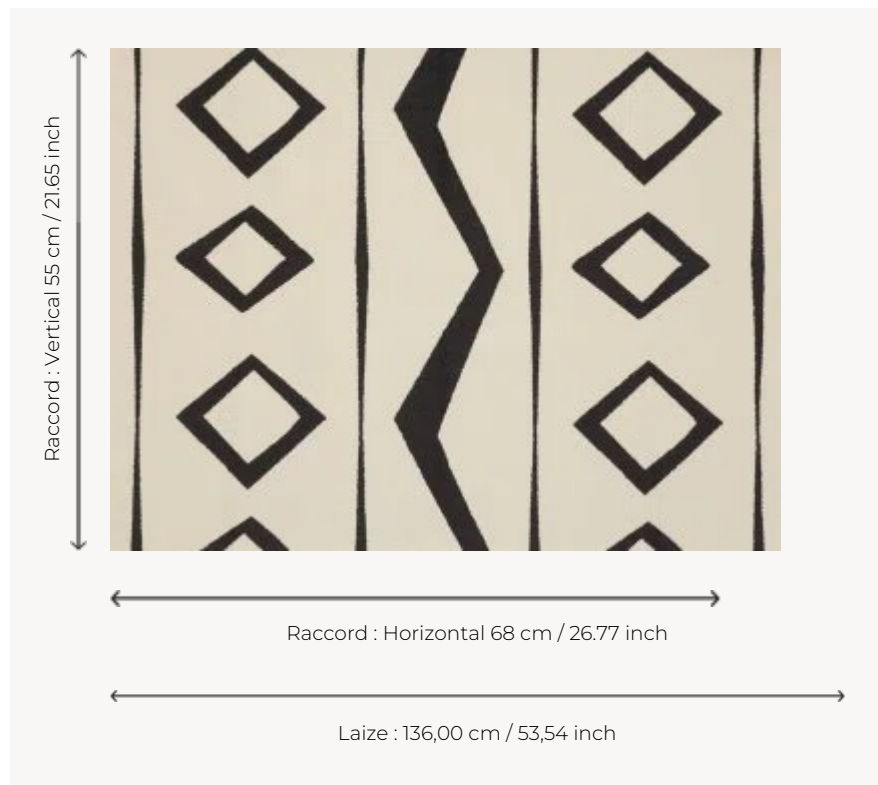 Raccord : Vertical 55 cm / 21.65 inch
Raccord : Horizontal 68 cm / 26.77 inch
Laize : 136,00 cm / 53,54 inch